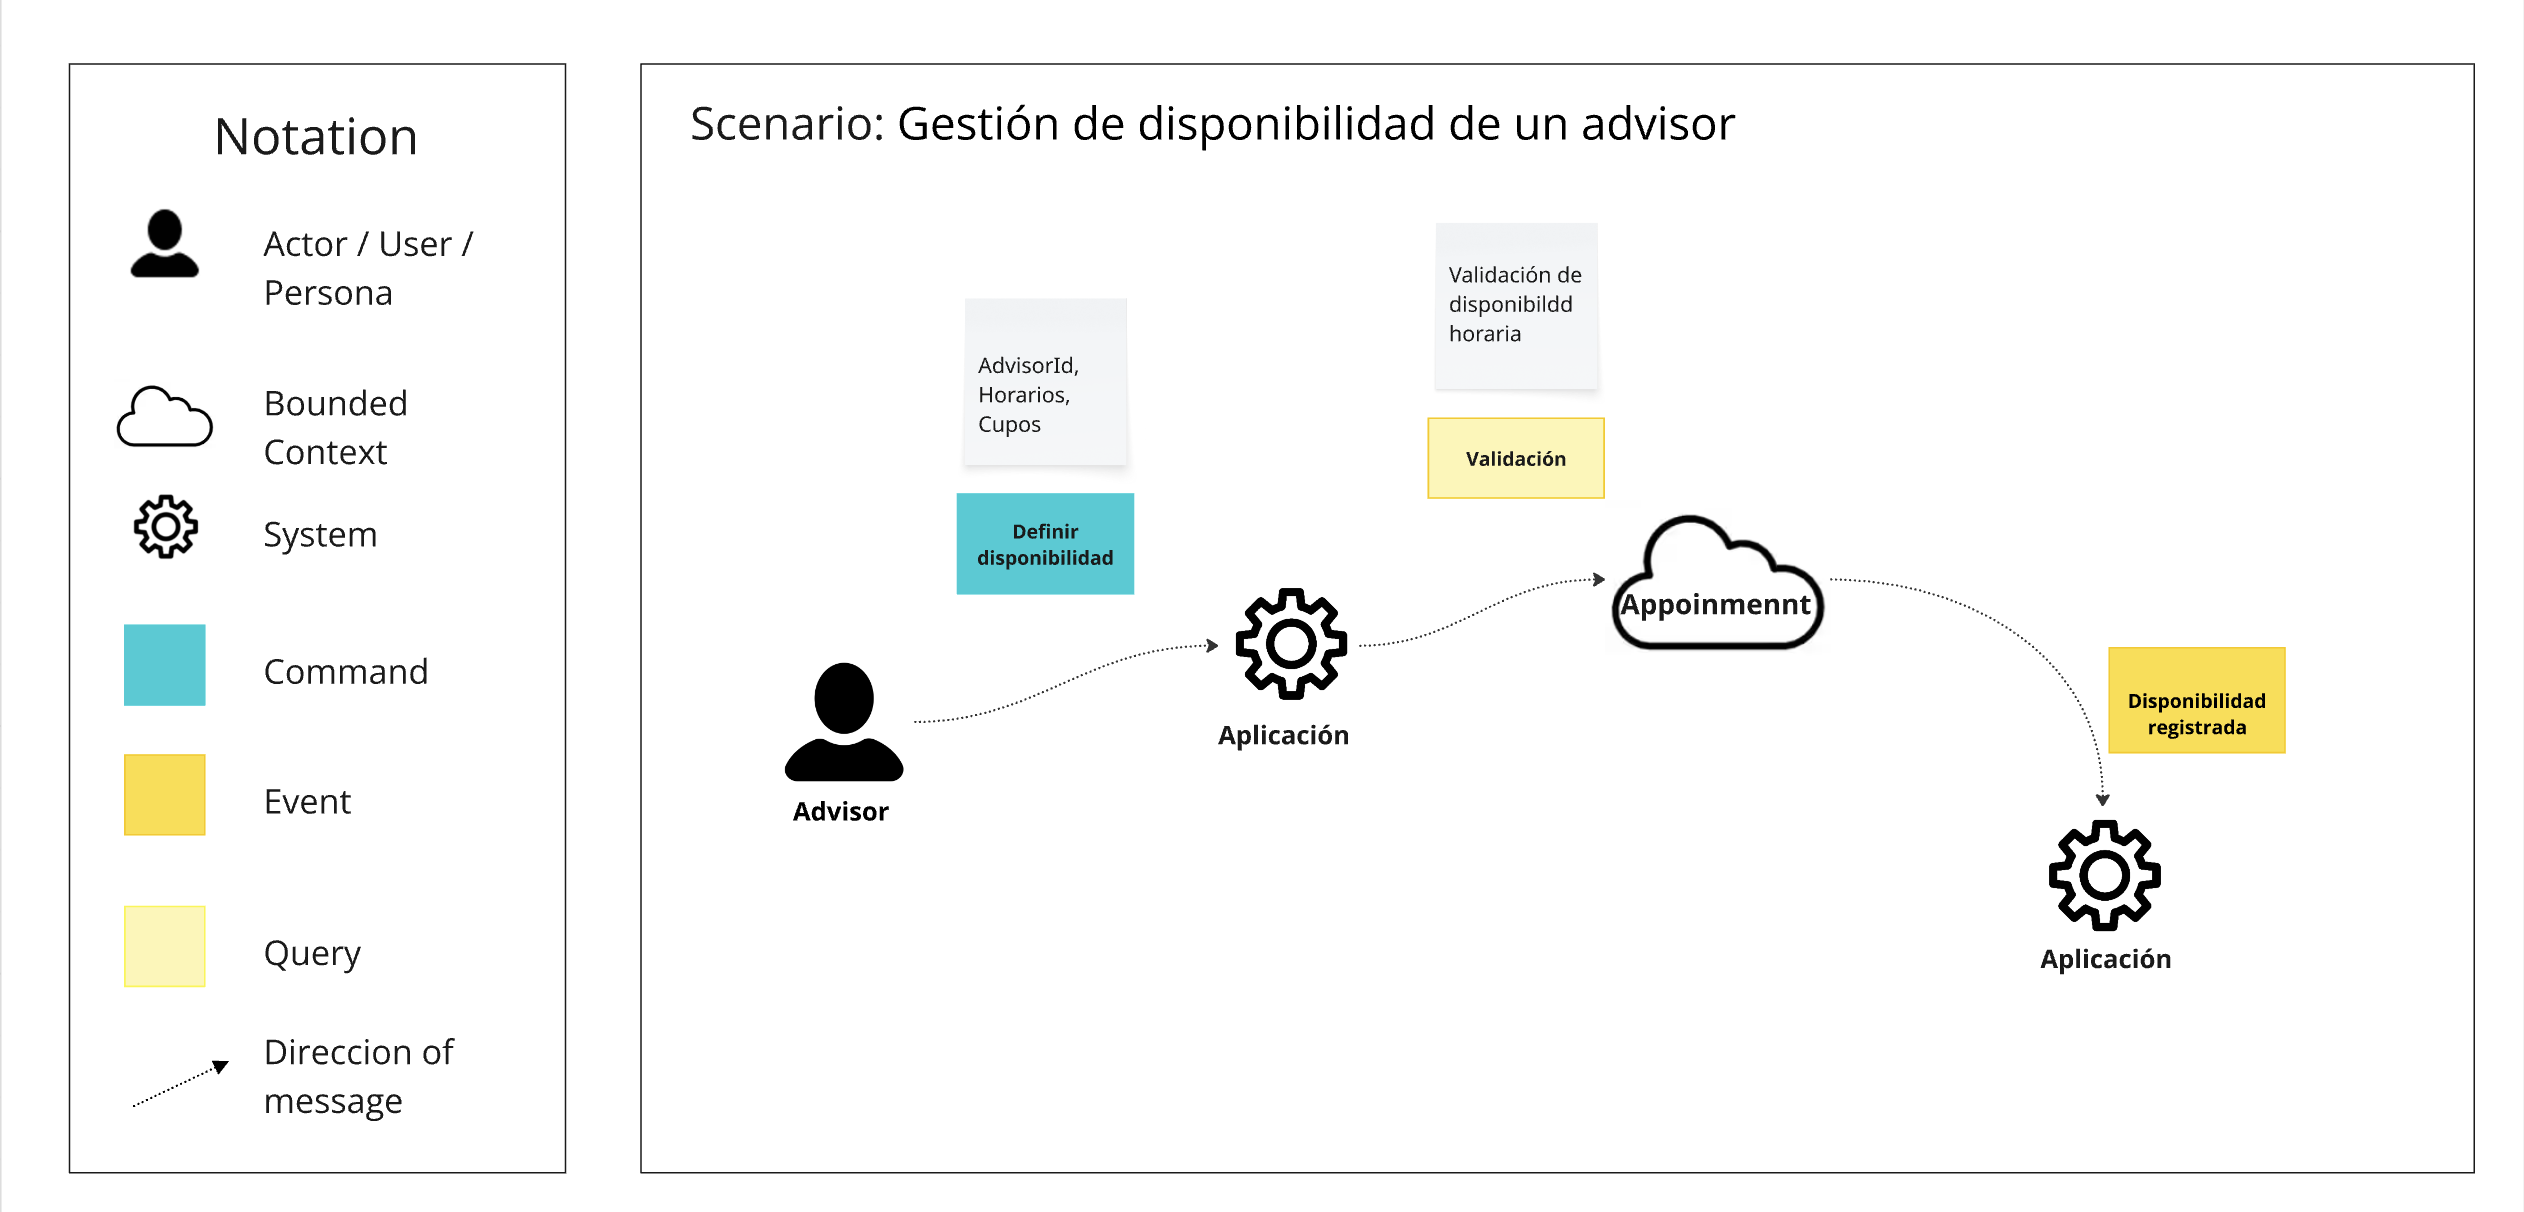 Notation
Actor / User /
Persona
Bounded
Context
System
Command
Event
Query
Direccion of
message
Scenario: Gestión de disponibilidad de un advisor
AdvisorId,
Horarios,
Cupos
Definir
disponibilidad
Advisor
Aplicación
Validación de
disponibildd
horaria
Validación
Appoinmennt
Disponibilidad
registrada
Aplicación